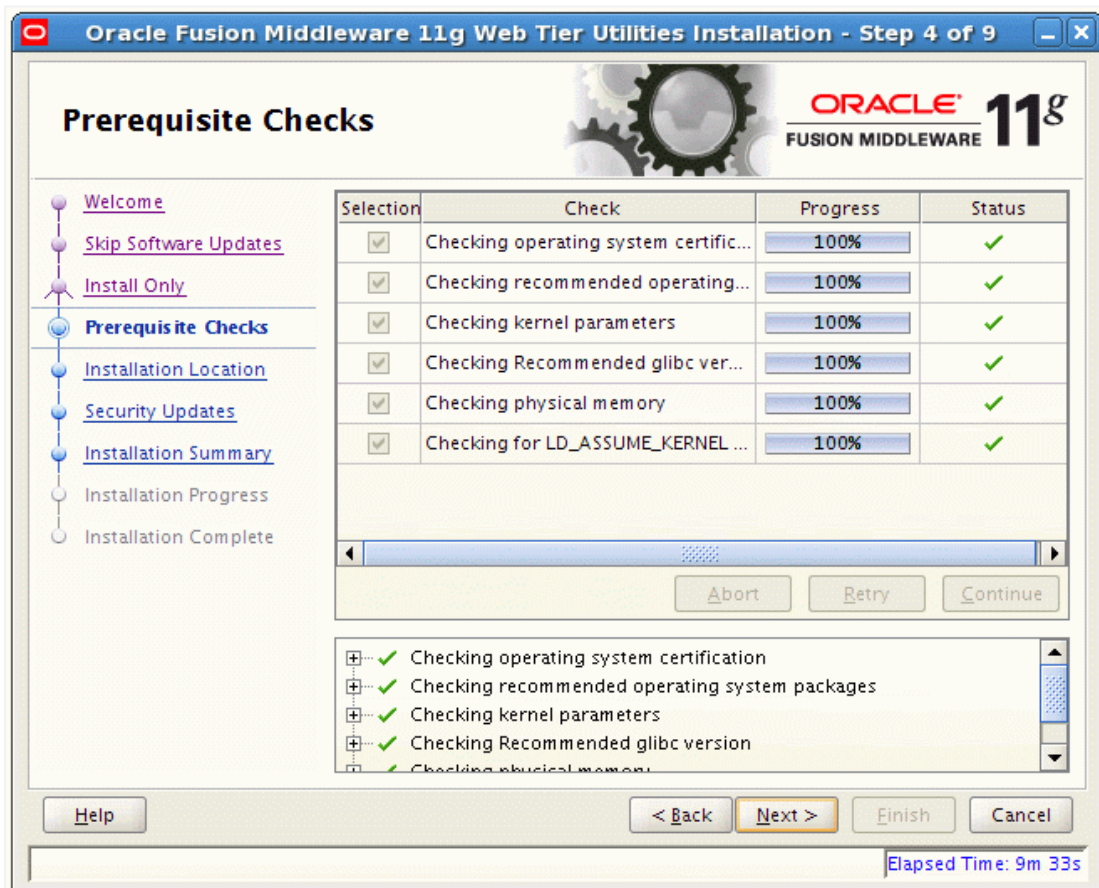 Oracle Fusion Middleware 11g Web Tier Utilities Installation - Step 4 of 9
Prerequisite Checks
ORACLE
FUSION MIDDLEWARE
11g
Welcome
Skip Software Updates
Install Only
Prerequisite Checks
Installation Location
Security Updates
Installation Summary
Installation Progress
Installation Complete
Selection Check Progress Status
Checking operating system certific... 100%
Checking recommended operating... 100%
Checking kernel parameters 100%
Checking Recommended glibc ver... 100%
Checking physical memory 100%
Checking for LD_ASSUME_KERNEL ... 100%
Abort Retry Continue
Checking operating system certification
Checking recommended operating system packages
Checking kernel parameters
Checking Recommended glibc version
Checking physical memory
Help < Back Next > Finish Cancel
Elapsed Time: 9m 33s